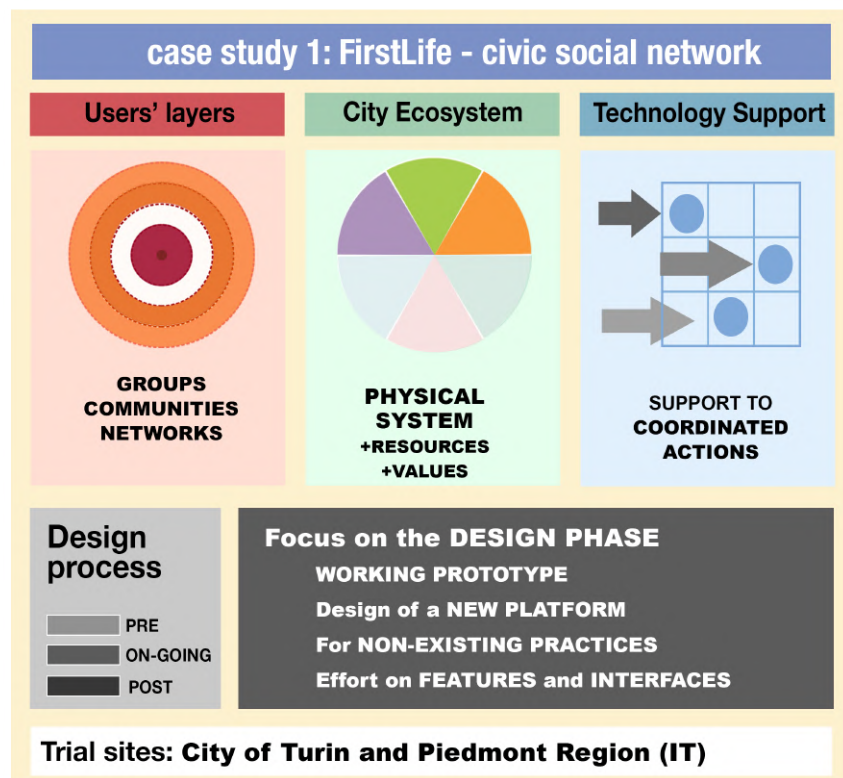 case study 1: FirstLife - civic social network
Users' layers
City Ecosystem
Technology Support
GROUPS
COMMUNITIES
NETWORKS
PHYSICAL
SYSTEM
+RESOURCES
+VALUES
SUPPORT TO
COORDINATED
ACTIONS
Design
process
PRE
ON-GOING
POST
Focus on the DESIGN PHASE
WORKING PROTOTYPE
Design of a NEW PLATFORM
For NON-EXISTING PRACTICES
Effort on FEATURES and INTERFACES
Trial sites: City of Turin and Piedmont Region (IT)